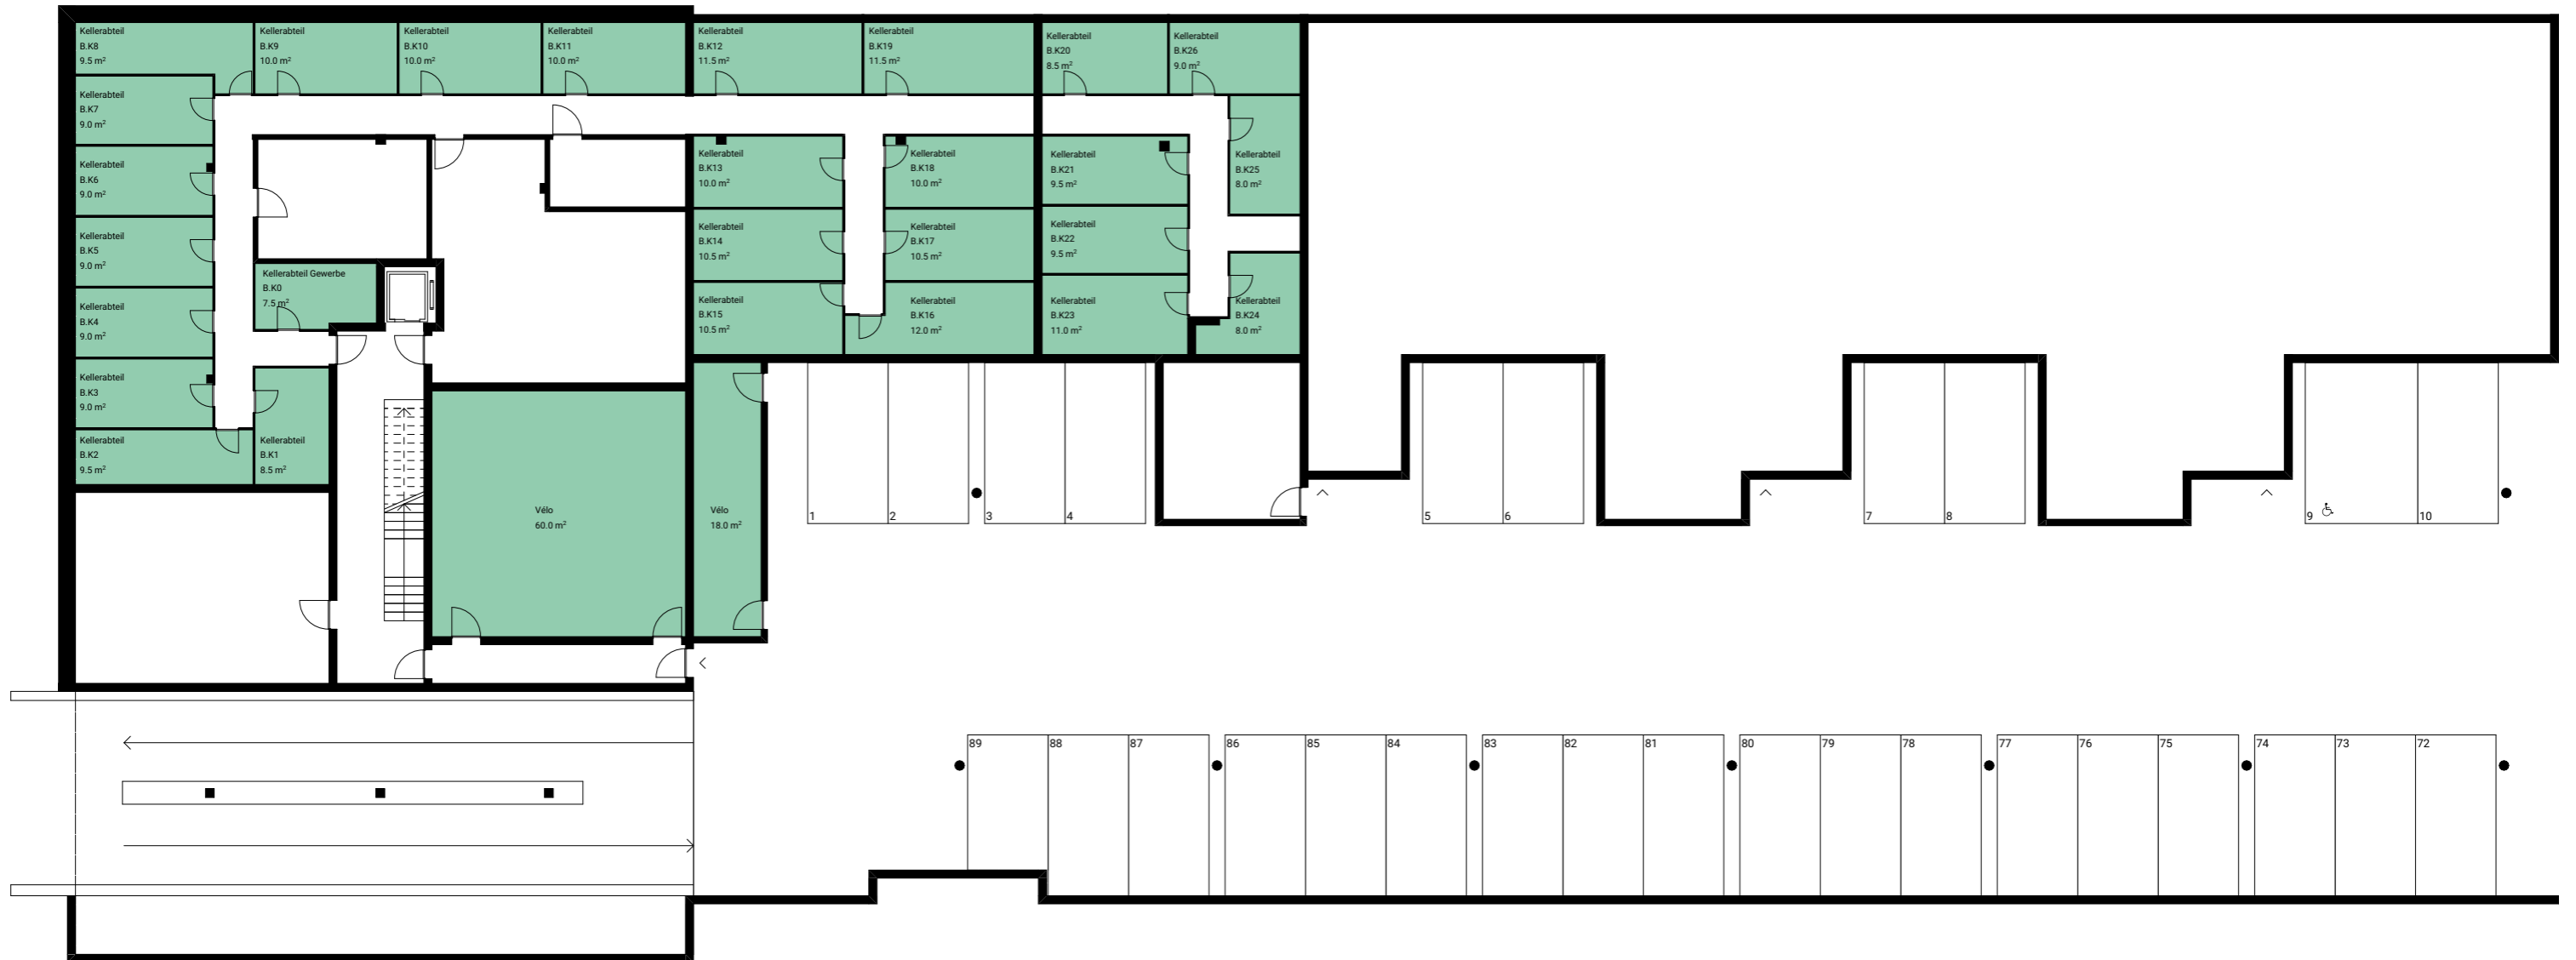 Kellerabteil
B.K8
9.5 m²
Kellerabteil
B.K9
10.0 m²
Kellerabteil
B.K10
10.0 m²
Kellerabteil
B.K11
10.0 m²
Kellerabteil
B.K12
11.5 m²
Kellerabteil
B.K19
11.5 m²
Kellerabteil
B.K20
8.5 m²
Kellerabteil
B.K26
9.0 m²
Kellerabteil
B.K7
9.0 m²
Kellerabteil
B.K6
9.0 m²
Kellerabteil
B.K5
9.0 m²
Kellerabteil
B.K4
9.0 m²
Kellerabteil
B.K3
9.0 m²
Kellerabteil
B.K2
9.5 m²
Kellerabteil Gewerbe
B.K0
7.5 m²
Kellerabteil
B.K1
8.5 m²
Kellerabteil
B.K13
10.0 m²
Kellerabteil
B.K14
10.5 m²
Kellerabteil
B.K15
10.5 m²
Kellerabteil
B.K18
10.0 m²
Kellerabteil
B.K17
10.5 m²
Kellerabteil
B.K16
12.0 m²
Kellerabteil
B.K21
9.5 m²
Kellerabteil
B.K22
9.5 m²
Kellerabteil
B.K23
11.0 m²
Kellerabteil
B.K25
8.0 m²
Kellerabteil
B.K24
8.0 m²
Vélo
60.0 m²
Vélo
18.0 m²
1
2
3
4
5
6
7
8
9
10
89
88
87
86
85
84
83
82
81
80
79
78
77
76
75
74
73
72